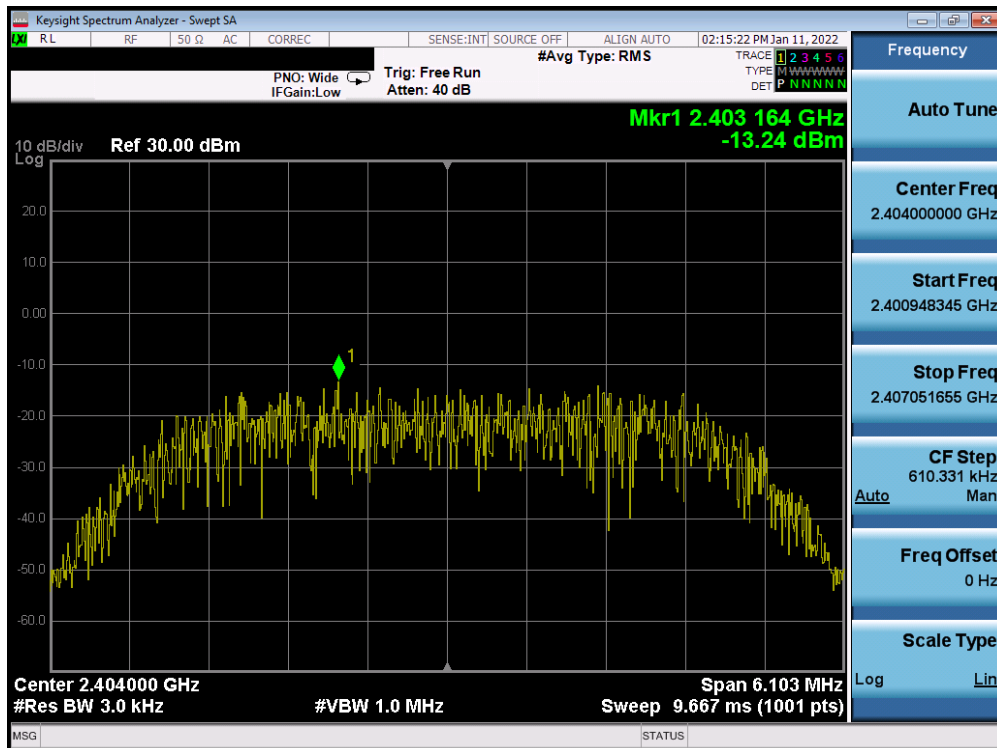 Keysight Spectrum Analyzer - Swept SA
LXI RL RF 50 Ω AC CORREC SENSE:INT SOURCE OFF ALIGN AUTO 02:15:22 PM Jan 11, 2022
#Avg Type: RMS
TRACE 1 2 3 4 5 6
TYPE M WWWWW
DET P N N N N N
PNO: Wide
IFGain:Low
Trig: Free Run
Atten: 40 dB
Mkr1 2.403 164 GHz
-13.24 dBm
10 dB/div
Log
Ref 30.00 dBm
20.0
10.0
0.00
-10.0
-20.0
-30.0
-40.0
-50.0
-60.0
1
Center 2.404000 GHz
Span 6.103 MHz
#Res BW 3.0 kHz
#VBW 1.0 MHz
Sweep 9.667 ms (1001 pts)
MSG
STATUS
Frequency
Auto Tune
Center Freq
2.404000000 GHz
Start Freq
2.400948345 GHz
Stop Freq
2.407051655 GHz
CF Step
610.331 kHz
Auto Man
Freq Offset
0 Hz
Scale Type
Log Lin